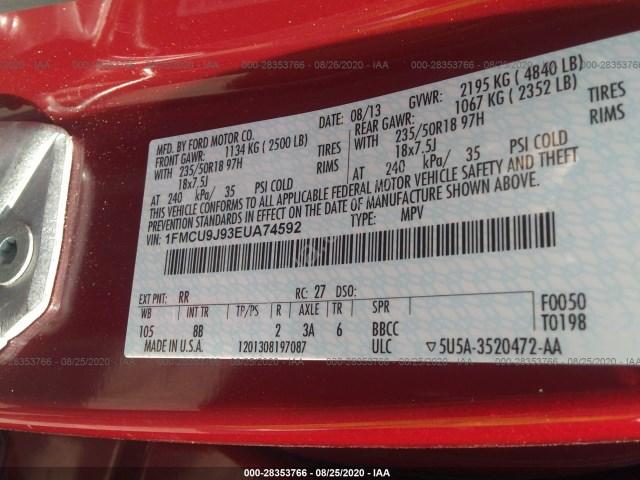 000-28353766 - 08/25/2020 - IAA
MFD. BY FORD MOTOR CO.
DATE: 08/13 GVWR: 2195 KG ( 4840 LB)
FRONT GAWR: 1134 KG ( 2500 LB) REAR GAWR: 1067 KG ( 2352 LB)
WITH 235/50R18 97H TIRES WITH 235/50R18 97H TIRES
18x7.5J RIMS 18x7.5J RIMS
AT 240 kPa/ 35 PSI COLD AT 240 kPa/ 35 PSI COLD
THIS VEHICLE CONFORMS TO ALL APPLICABLE FEDERAL MOTOR VEHICLE SAFETY AND THEFT
PREVENTION STANDARDS IN EFFECT ON THE DATE OF MANUFACTURE SHOWN ABOVE.
VIN: 1FMCU9J93EUA74592 TYPE: MPV
EXT PNT: RR RC: 27 DSO:
WB INT TR TP/PS R AXLE TR SPR F0050
105 8B 2 3A 6 BBCC T0198
MADE IN U.S.A. 1201308197087 ULC ▽5U5A-3520472-AA
000-28353766 - 08/25/2020 - IAA